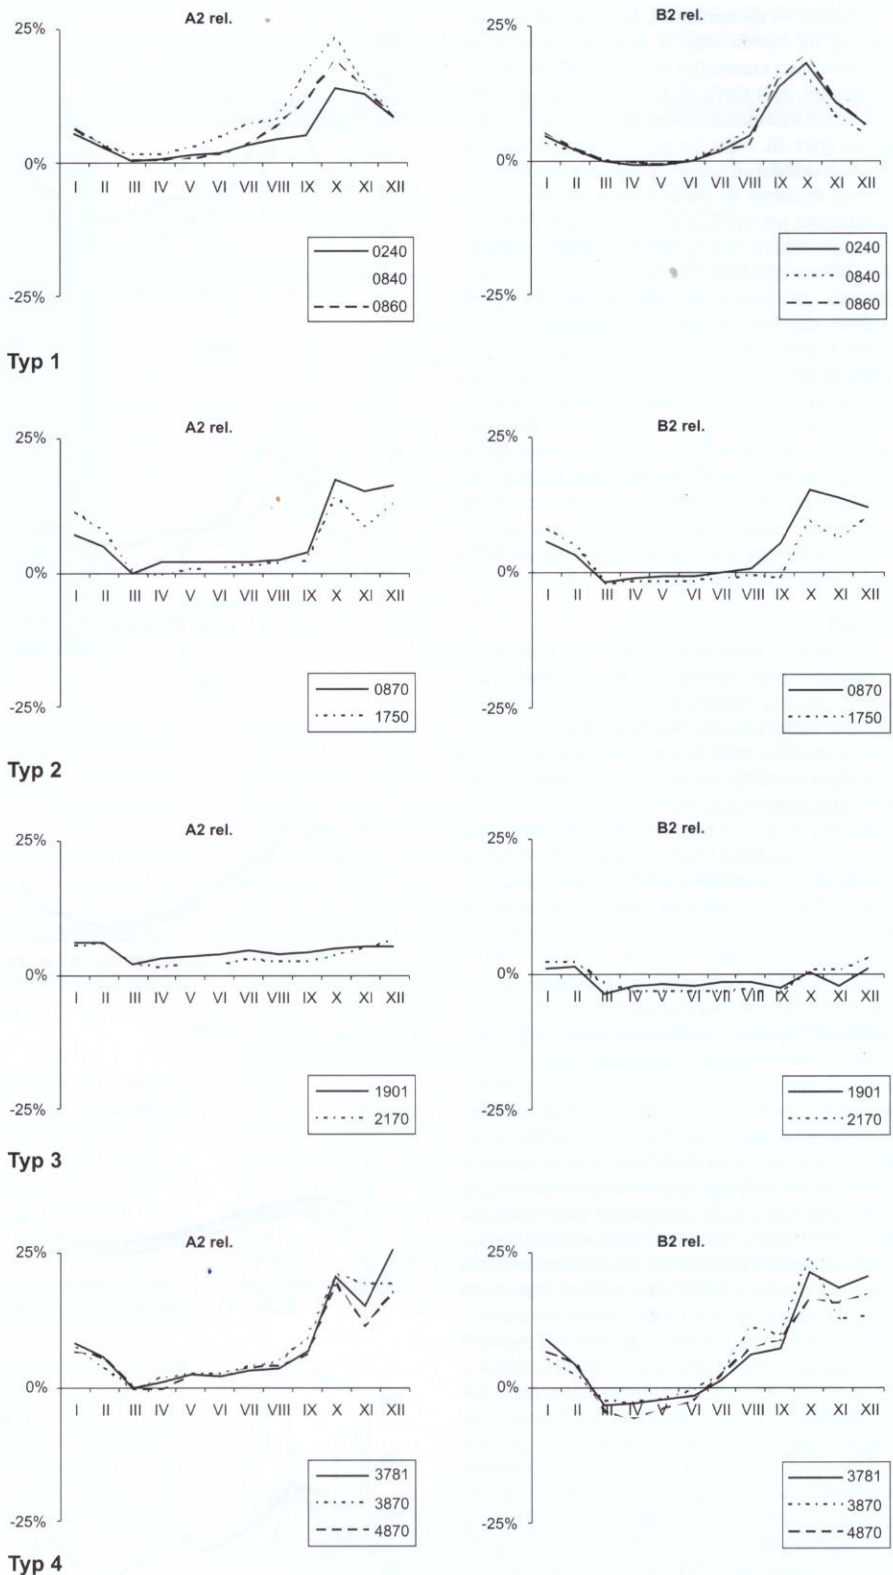 A2 rel.
25%
0%
-25%
I II III IV V VI VII VIII IX X XI XII
0240
0840
0860
B2 rel.
25%
0%
-25%
I II III IV V VI VII VIII IX X XI XII
0240
0840
0860
Typ 1
A2 rel.
25%
0%
-25%
I II III IV V VI VII VIII IX X XI XII
0870
1750
B2 rel.
25%
0%
-25%
I II III IV V VI VII VIII IX X XI XII
0870
1750
Typ 2
A2 rel.
25%
0%
-25%
I II III IV V VI VII VIII IX X XI XII
1901
2170
B2 rel.
25%
0%
-25%
I II III IV V VI VII VIII IX X XI XII
1901
2170
Typ 3
A2 rel.
25%
0%
-25%
I II III IV V VI VII VIII IX X XI XII
3781
3870
4870
B2 rel.
25%
0%
-25%
I II III IV V VI VII VIII IX X XI XII
3781
3870
4870
Typ 4